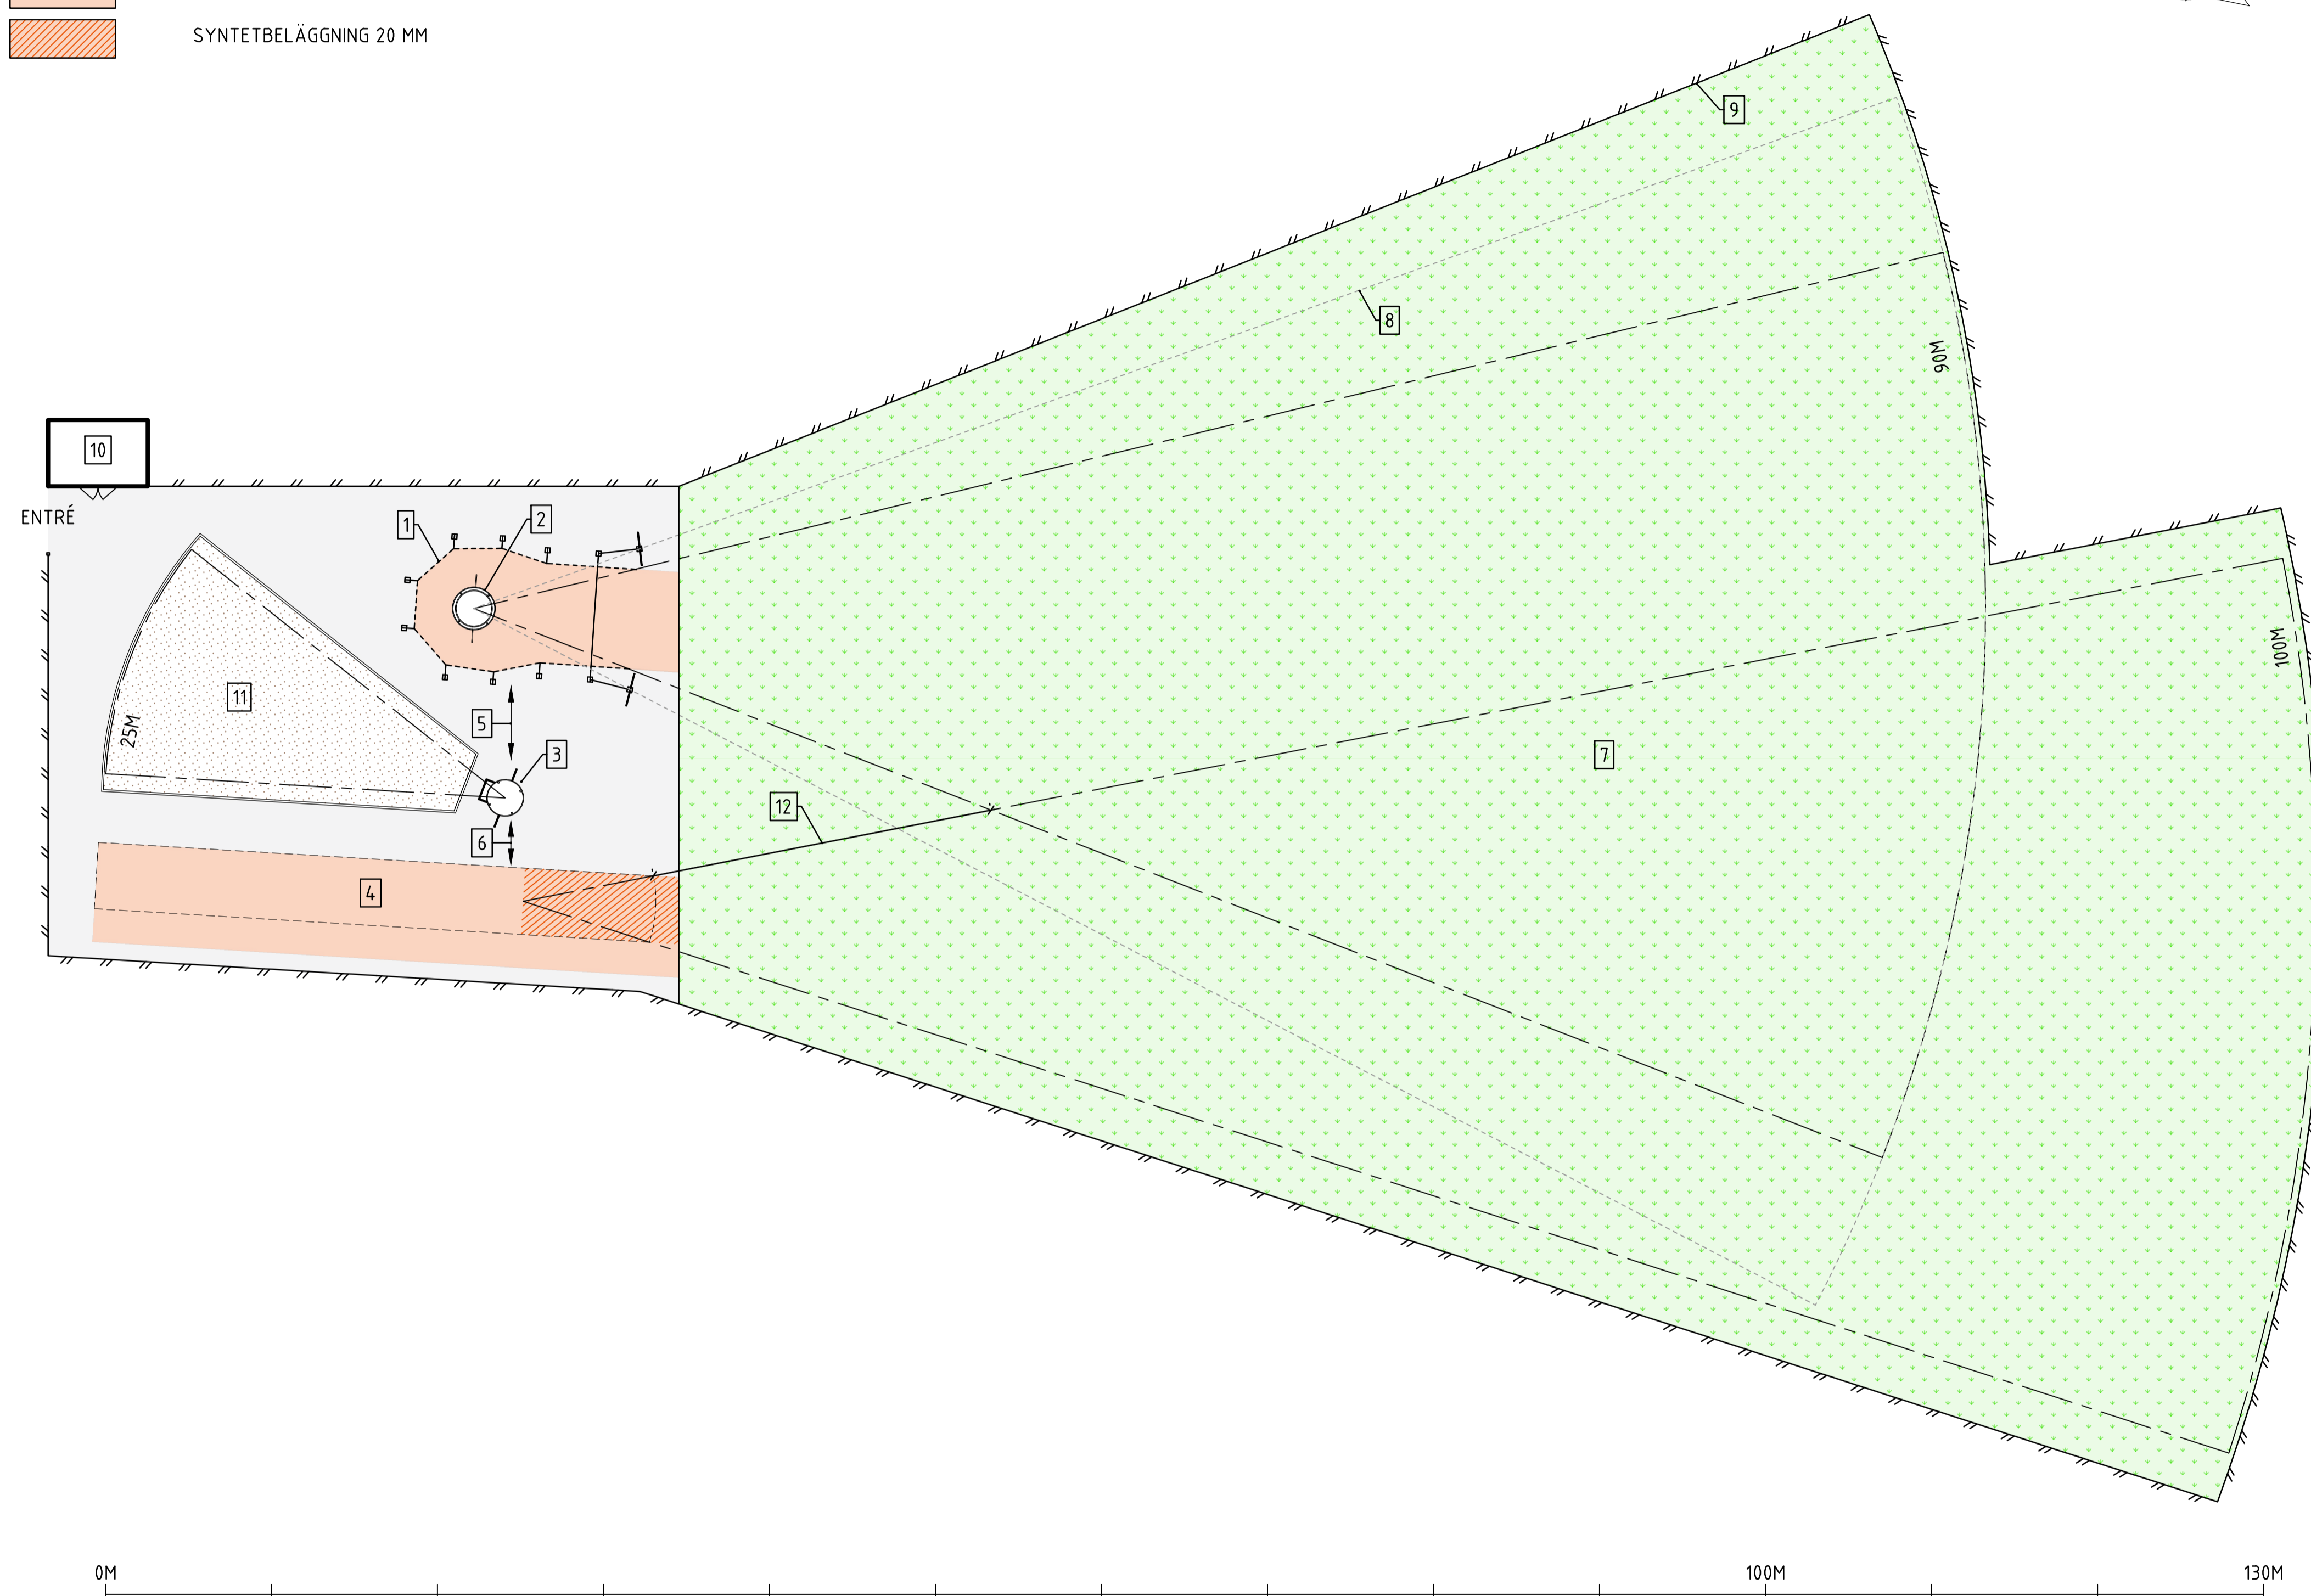 SYNTETBELÄGGNING 20 MM
9
8
90M
10
ENTRÉ
1
2
100M
11
5
25M
3
7
12
6
4
0M
100M
130M